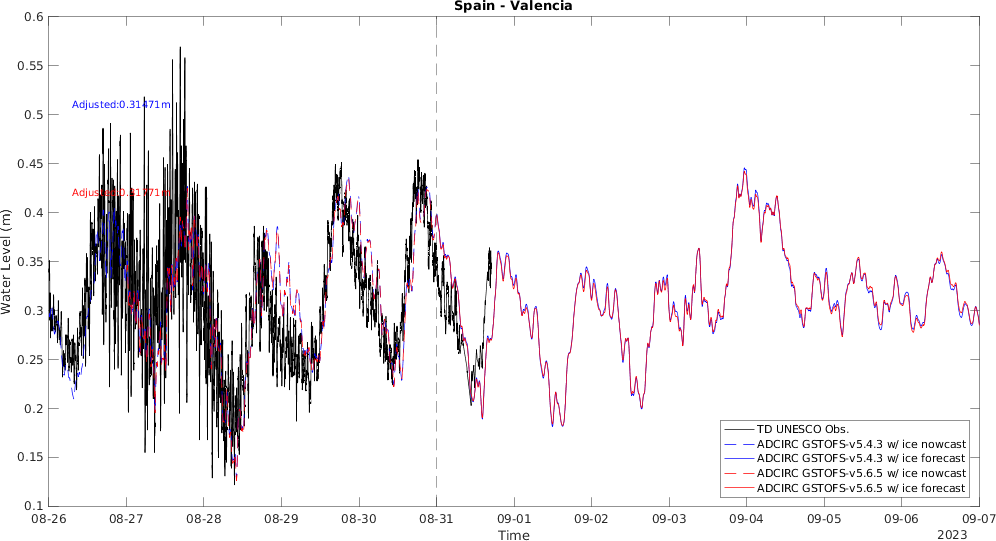 Spain - Valencia
0.6
0.55
0.5
0.45
0.4
0.35
0.3
0.25
0.2
0.15
0.1
Water Level (m)
Adjusted:0.31471m
08-26
08-27
08-28
08-29
08-30
08-31
09-01
09-02
09-03
09-04
09-05
09-06
09-07
Time
2023
TD UNESCO Obs.
ADCIRC GSTOFS-v5.4.3 w/ ice nowcast
ADCIRC GSTOFS-v5.4.3 w/ ice forecast
ADCIRC GSTOFS-v5.6.5 w/ ice nowcast
ADCIRC GSTOFS-v5.6.5 w/ ice forecast